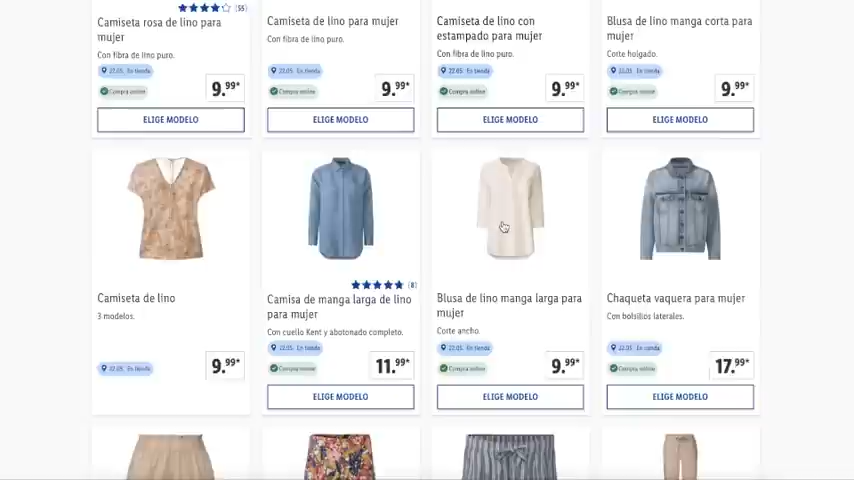 (55)
Camiseta rosa de lino para
mujer
Con fibra de lino puro.
22.05. En tienda
Compra online
9.99*
ELIGE MODELO
Camiseta de lino para mujer
Con fibra de lino puro.
22.05. En tienda
Compra online
9.99*
ELIGE MODELO
Camiseta de lino con
estampado para mujer
Con fibra de lino puro.
22.05. En tienda
Compra online
9.99*
ELIGE MODELO
Blusa de lino manga corta para
mujer
Corte holgado.
22.05. En tienda
Compra online
9.99*
ELIGE MODELO
Camiseta de lino
3 modelos.
22.05. En tienda
9.99*
(8)
Camisa de manga larga de lino
para mujer
Con cuello Kent y abotonado completo.
22.05. En tienda
Compra online
11.99*
ELIGE MODELO
Blusa de lino manga larga para
mujer
Corte ancho.
22.05. En tienda
Compra online
9.99*
ELIGE MODELO
Chaqueta vaquera para mujer
Con bolsillos laterales.
22.05. En tienda
Compra online
17.99*
ELIGE MODELO